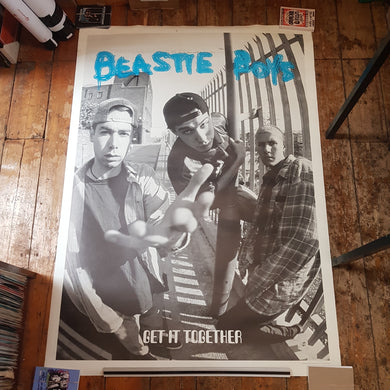 BEASTIE BOYS
GET IT TOGETHER